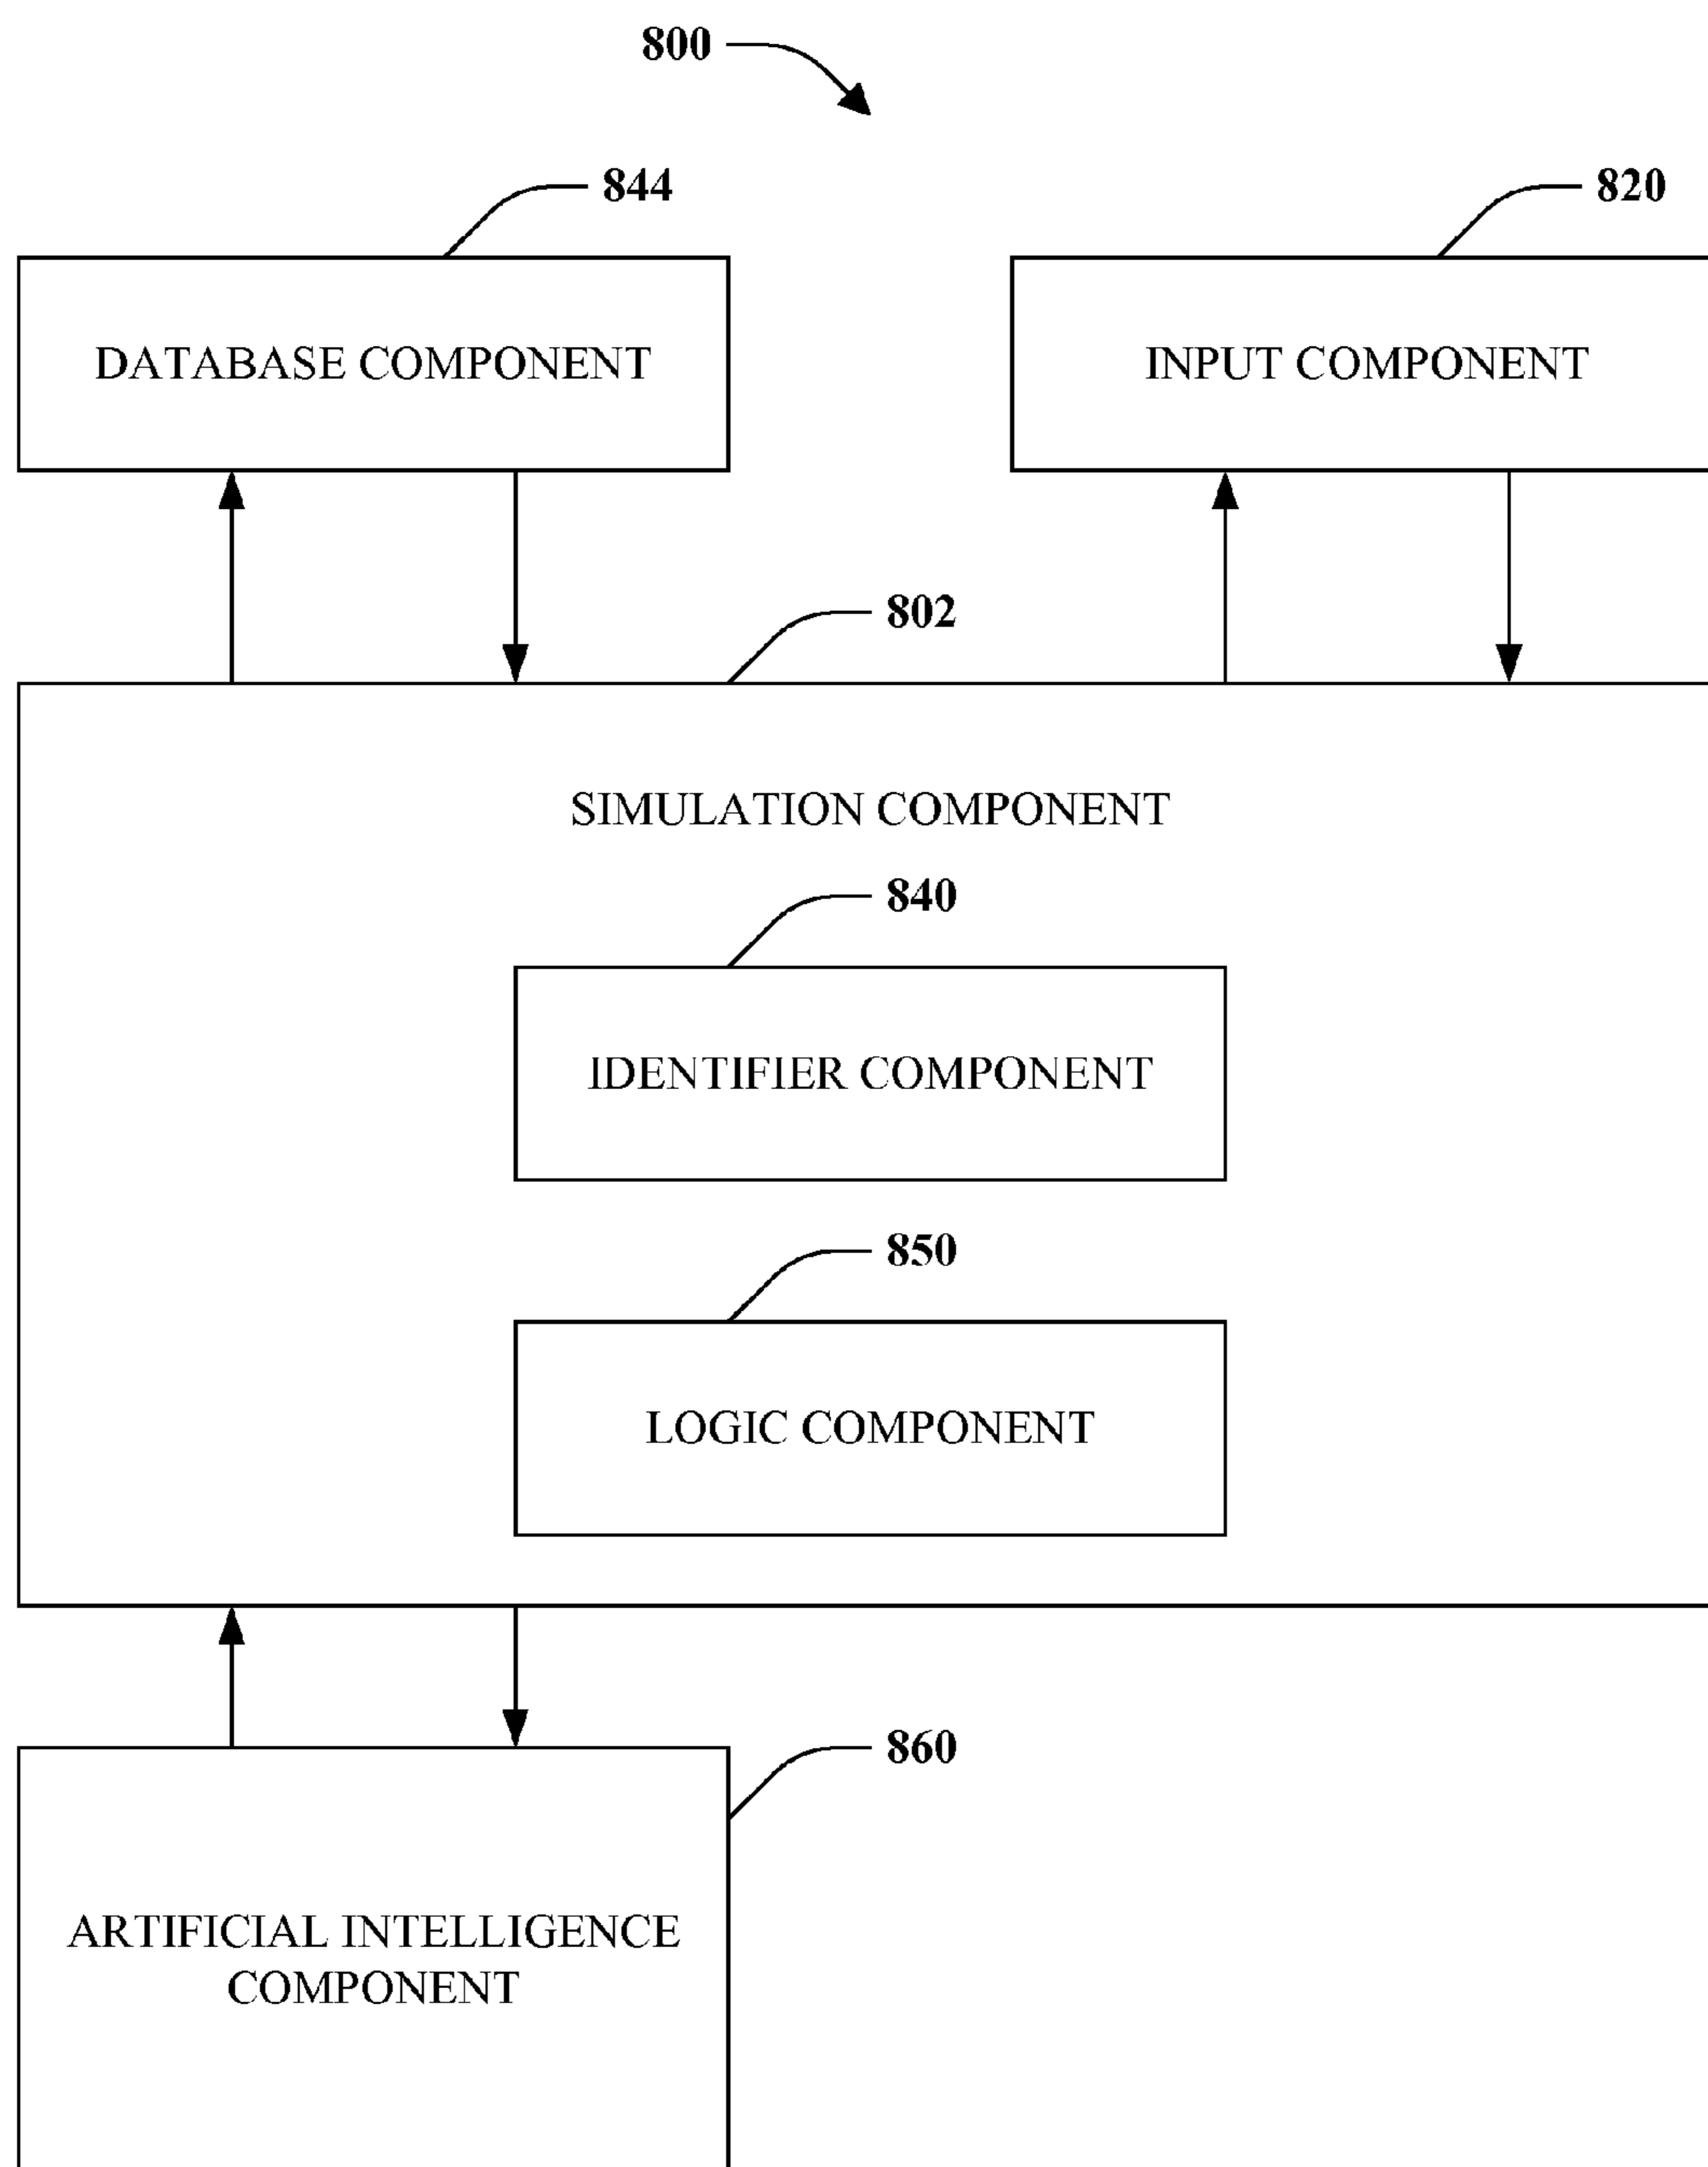 800
844
820
DATABASE COMPONENT
INPUT COMPONENT
802
SIMULATION COMPONENT
840
IDENTIFIER COMPONENT
850
LOGIC COMPONENT
860
ARTIFICIAL INTELLIGENCE
COMPONENT